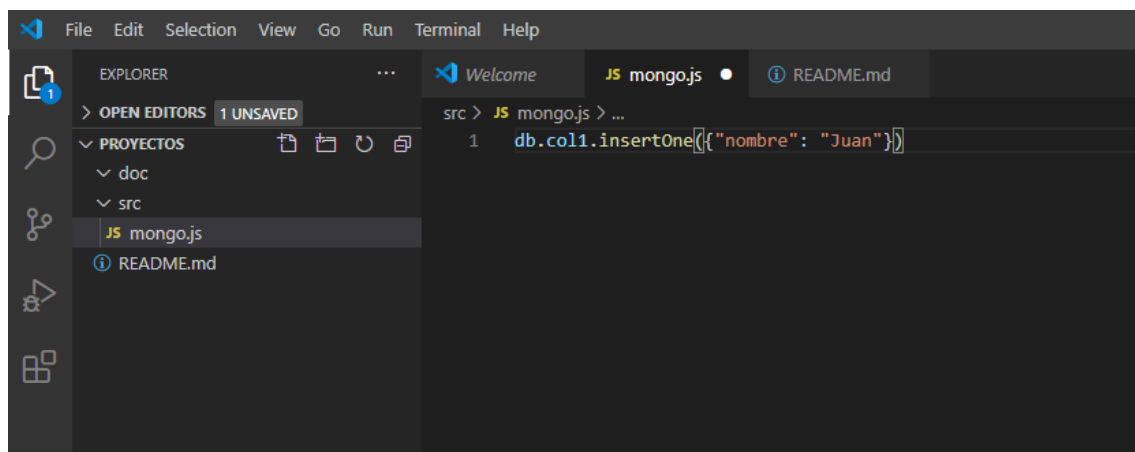 File Edit Selection View Go Run Terminal Help
EXPLORER ...
1
OPEN EDITORS 1 UNSAVED
PROYECTOS
doc
src
JS mongo.js
README.md
Welcome JS mongo.js README.md
src > JS mongo.js > ...
1 db.col1.insertOne({"nombre": "Juan"})